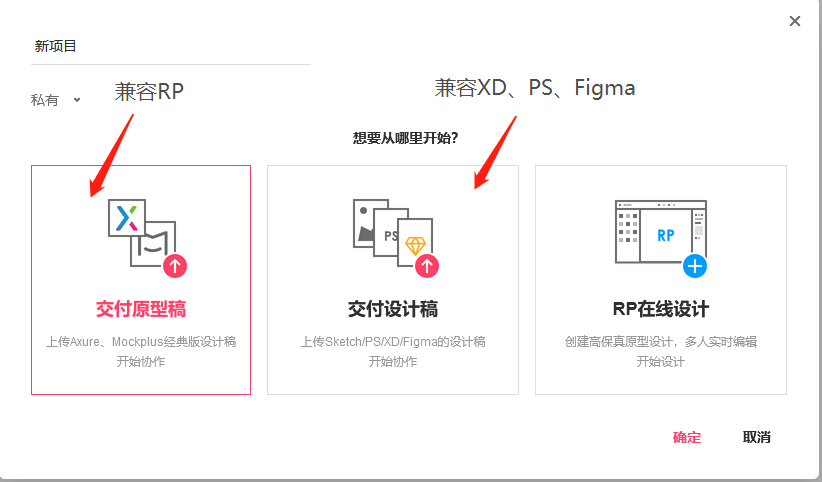 新项目
私有
兼容RP
兼容XD、PS、Figma
想要从哪里开始?
PS
RP
交付原型稿
交付设计稿
RP在线设计
上传Axure、Mockplus经典版设计稿
开始协作
上传Sketch/PS/XD/Figma的设计稿
开始协作
创建高保真原型设计，多人实时编辑
开始设计
确定
取消